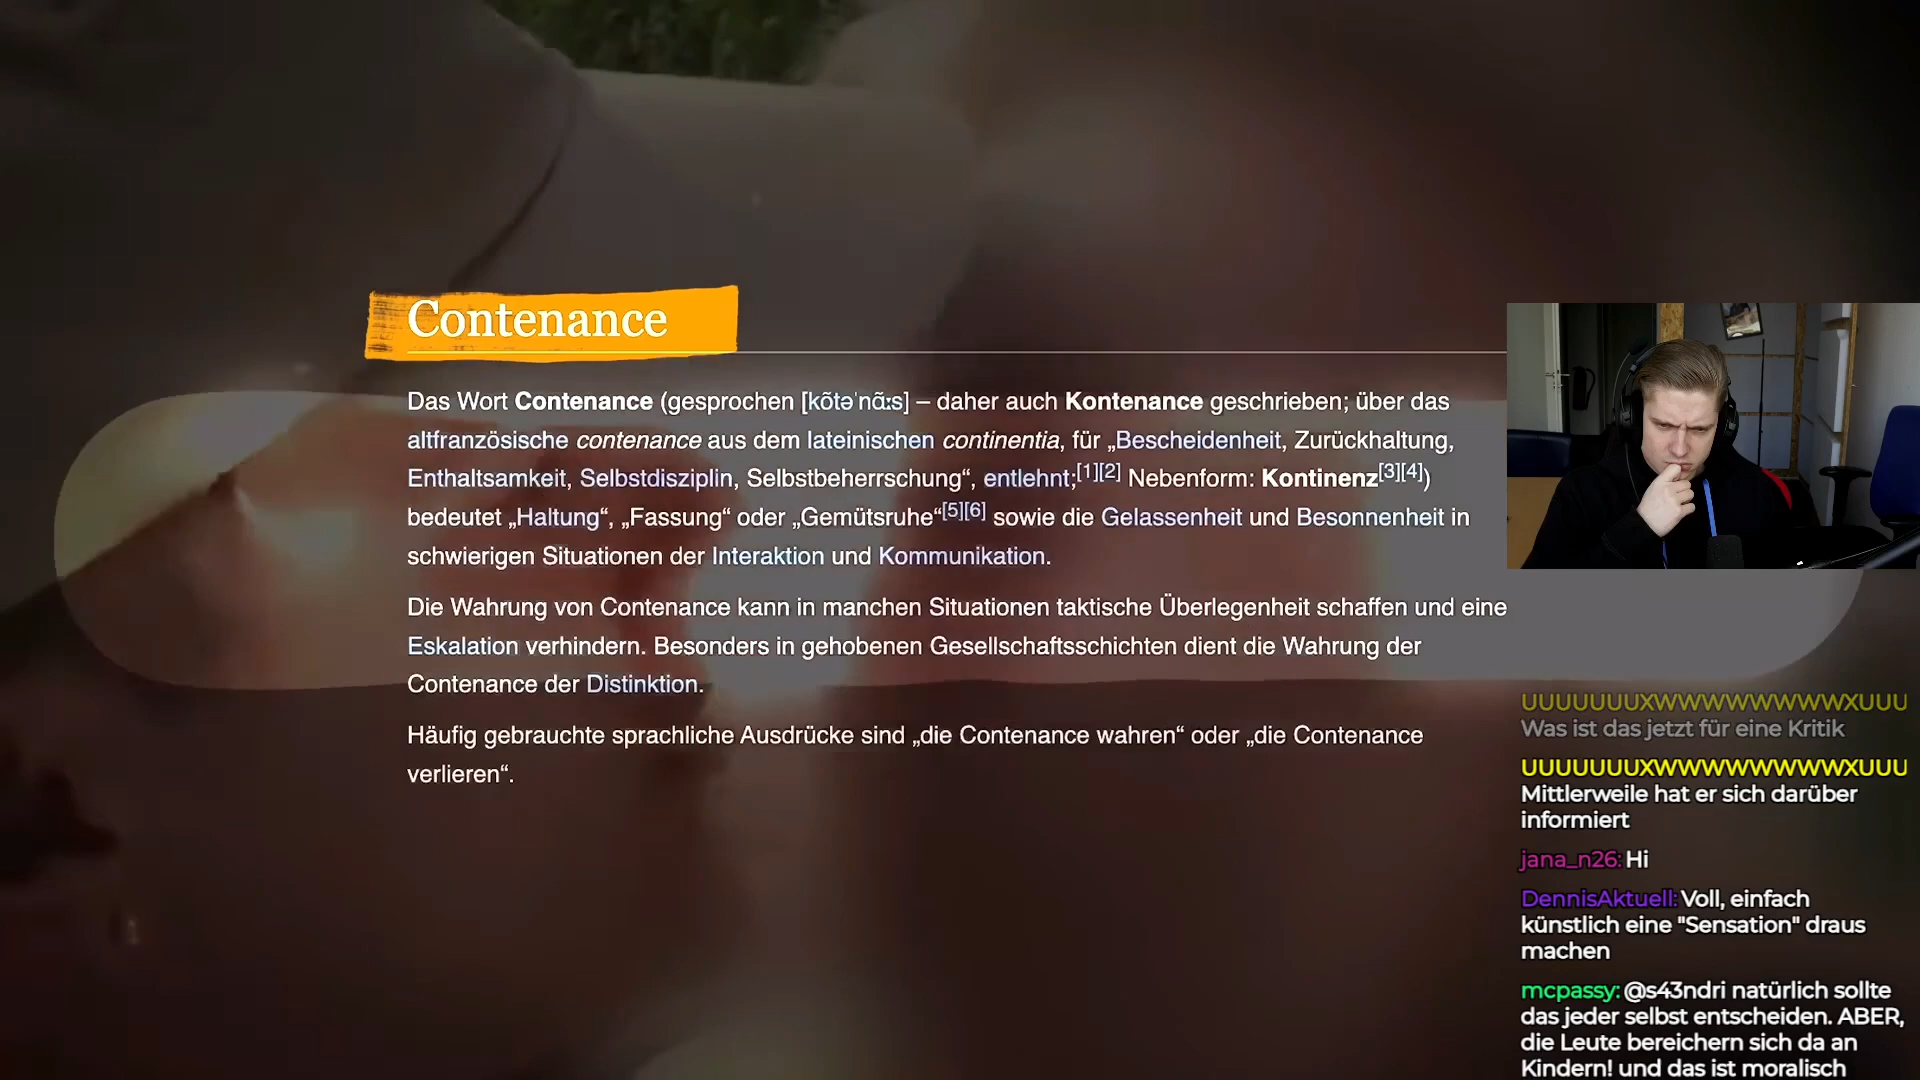 Contenance
Das Wort Contenance (gesprochen [kõtəˈnɑ̃ːs] – daher auch Kontenance geschrieben; über das
altfranzösische contenance aus dem lateinischen continentia, für „Bescheidenheit, Zurückhaltung,
Enthaltsamkeit, Selbstdisziplin, Selbstbeherrschung“, entlehnt;[1][2] Nebenform: Kontinenz[3][4])
bedeutet „Haltung“, „Fassung“ oder „Gemütsruhe“[5][6] sowie die Gelassenheit und Besonnenheit in
schwierigen Situationen der Interaktion und Kommunikation.
Die Wahrung von Contenance kann in manchen Situationen taktische Überlegenheit schaffen und eine
Eskalation verhindern. Besonders in gehobenen Gesellschaftsschichten dient die Wahrung der
Contenance der Distinktion.
Häufig gebrauchte sprachliche Ausdrücke sind „die Contenance wahren“ oder „die Contenance
verlieren“.
UUUUUUUXWWWWWWWWXUUU
Was ist das jetzt für eine Kritik
UUUUUUUXWWWWWWWWXUUU
Mittlerweile hat er sich darüber
informiert
jana_n26: Hi
DennisAktuell: Voll, einfach
künstlich eine "Sensation" draus
machen
mcpassy: @s43ndri natürlich sollte
das jeder selbst entscheiden. ABER,
die Leute bereichern sich da an
Kindern! und das ist moralisch